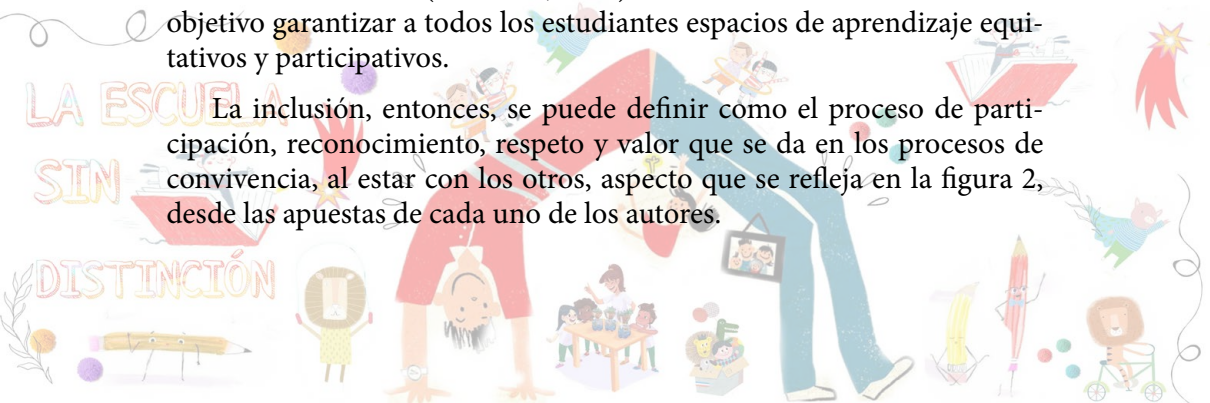 objetivo garantizar a todos los estudiantes espacios de aprendizaje equi-
tativos y participativos.
La inclusión, entonces, se puede definir como el proceso de parti-
cipación, reconocimiento, respeto y valor que se da en los procesos de
convivencia, al estar con los otros, aspecto que se refleja en la figura 2,
desde las apuestas de cada uno de los autores.
LA ESCUELA
SIN
DISTINCIÓN